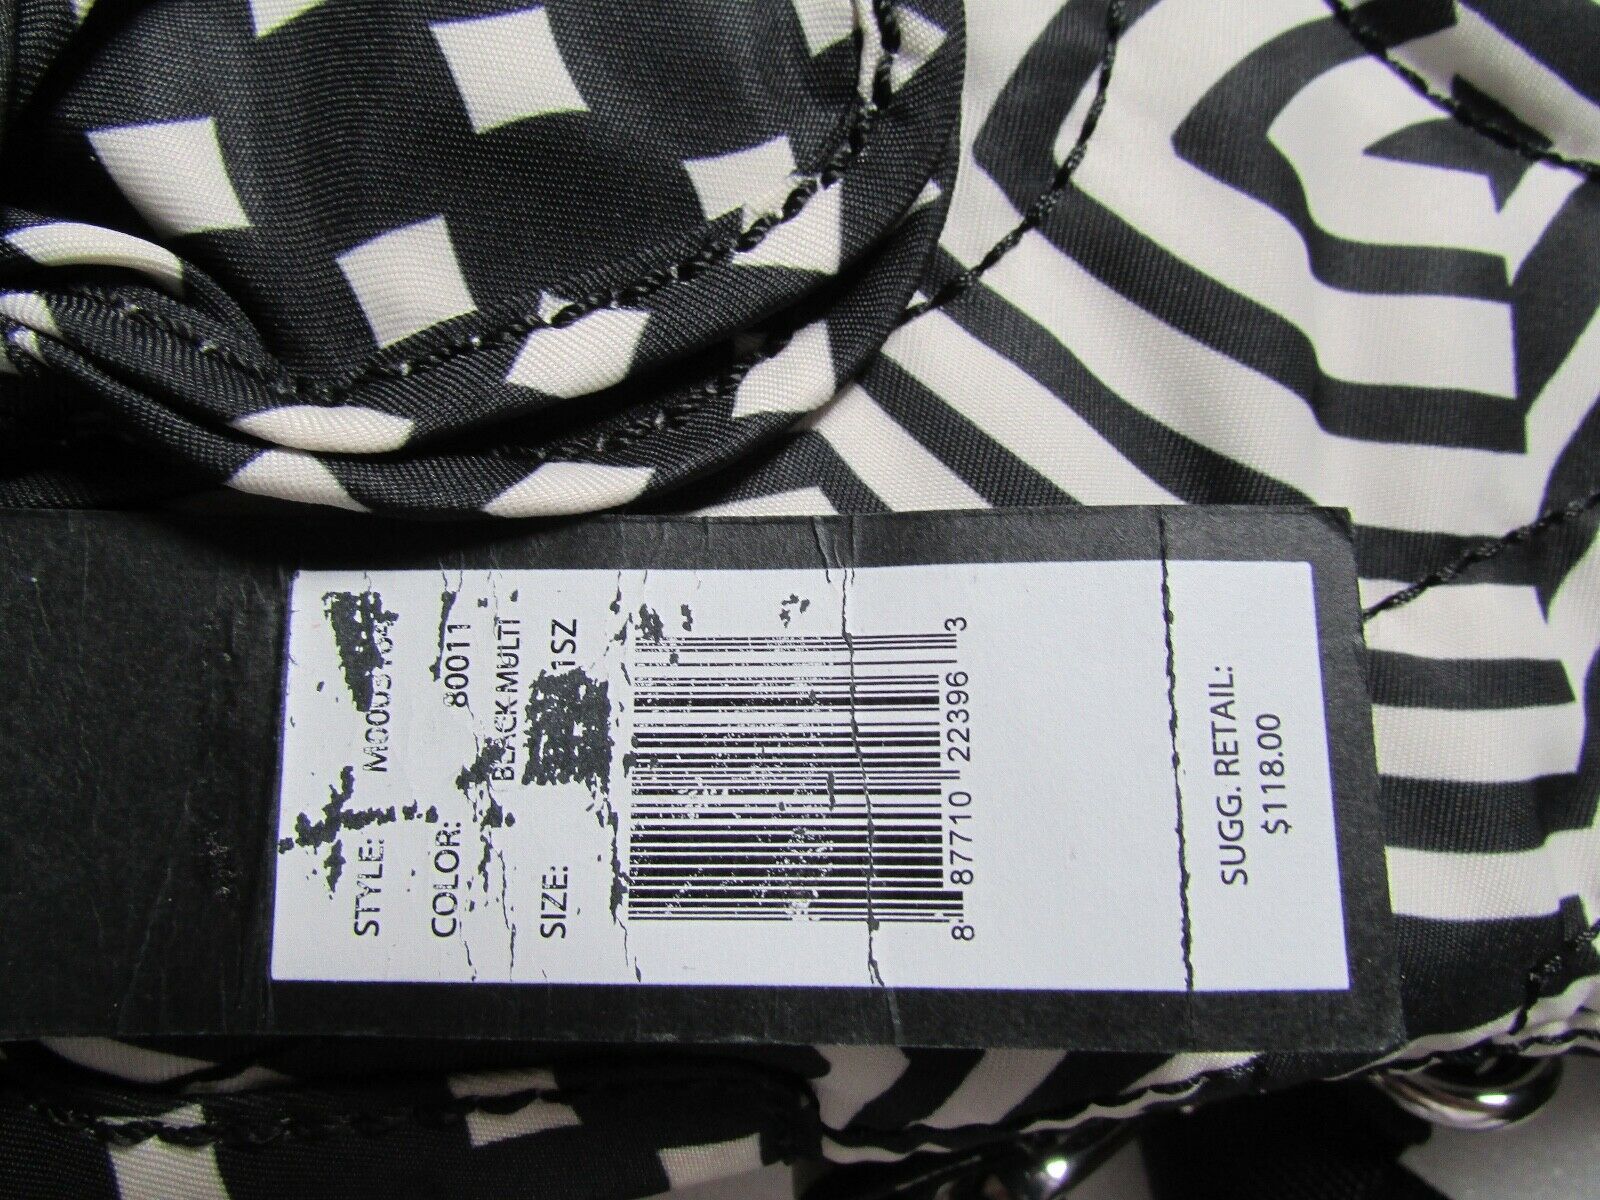 STYLE:
COLOR: 80011
BLACK MULTI
SIZE: 1SZ
8 87710 22396 3
SUGG. RETAIL:
$118.00